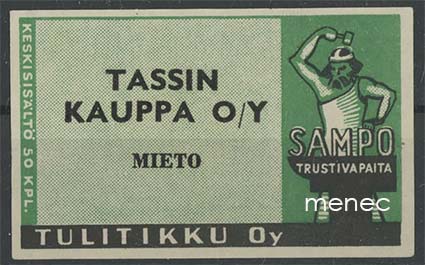 KESKISISÄLTÖ 50 KPL.
TASSIN
KAUPPA O/Y
MIETO
SAMPO
TRUSTIVAPAITA
menec
TULITIKKU Oy